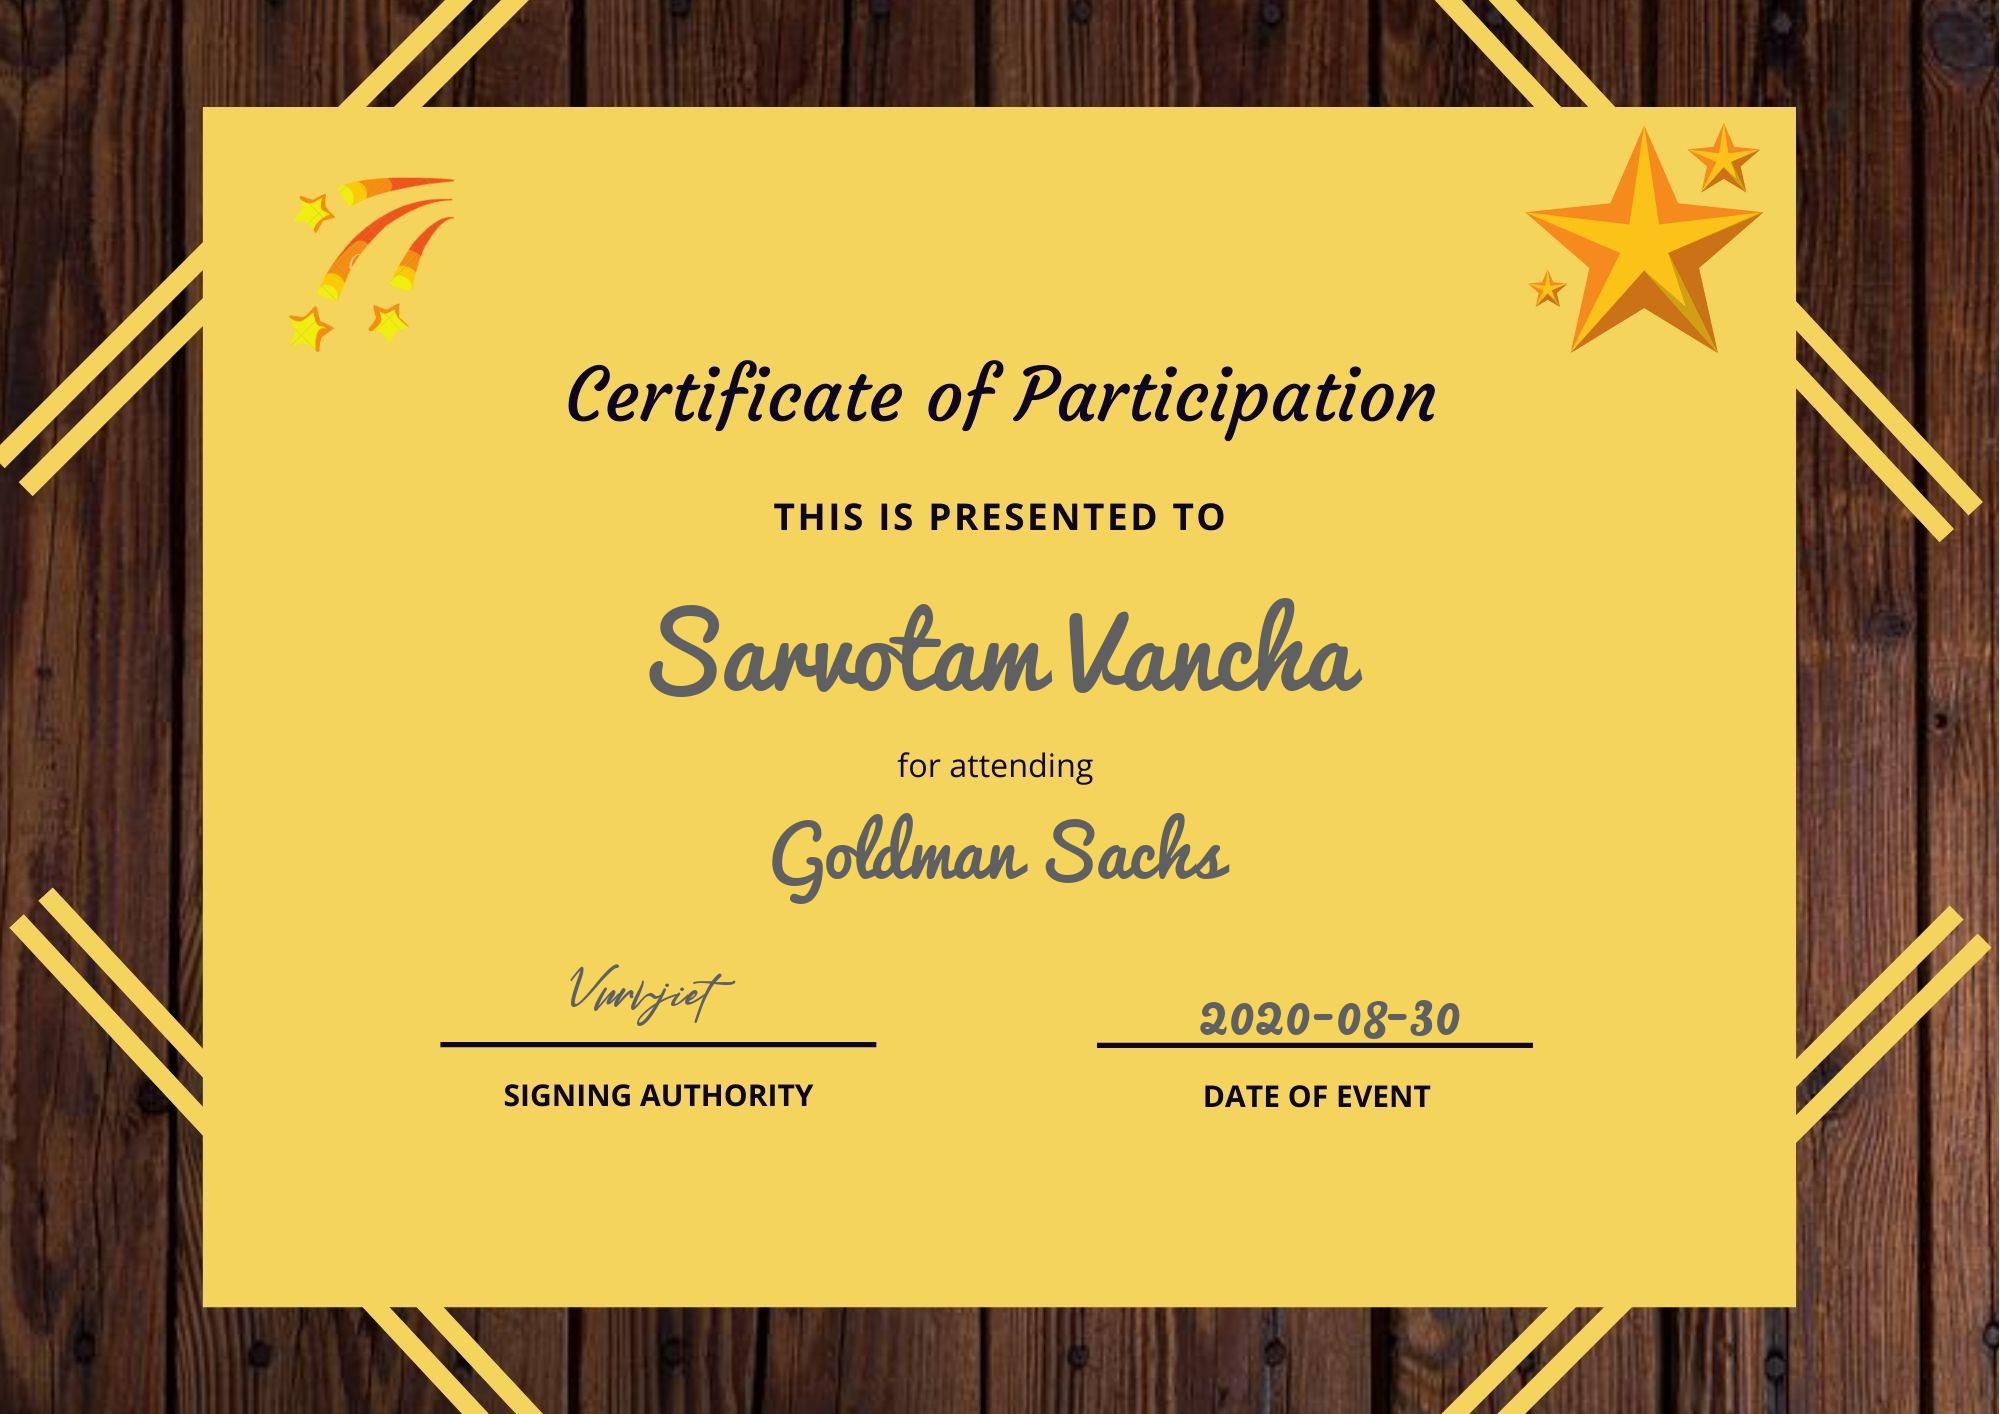 Certificate of Participation
THIS IS PRESENTED TO
Sarvotam Vancha
for attending
Goldman Sachs
2020-08-30
SIGNING AUTHORITY
DATE OF EVENT